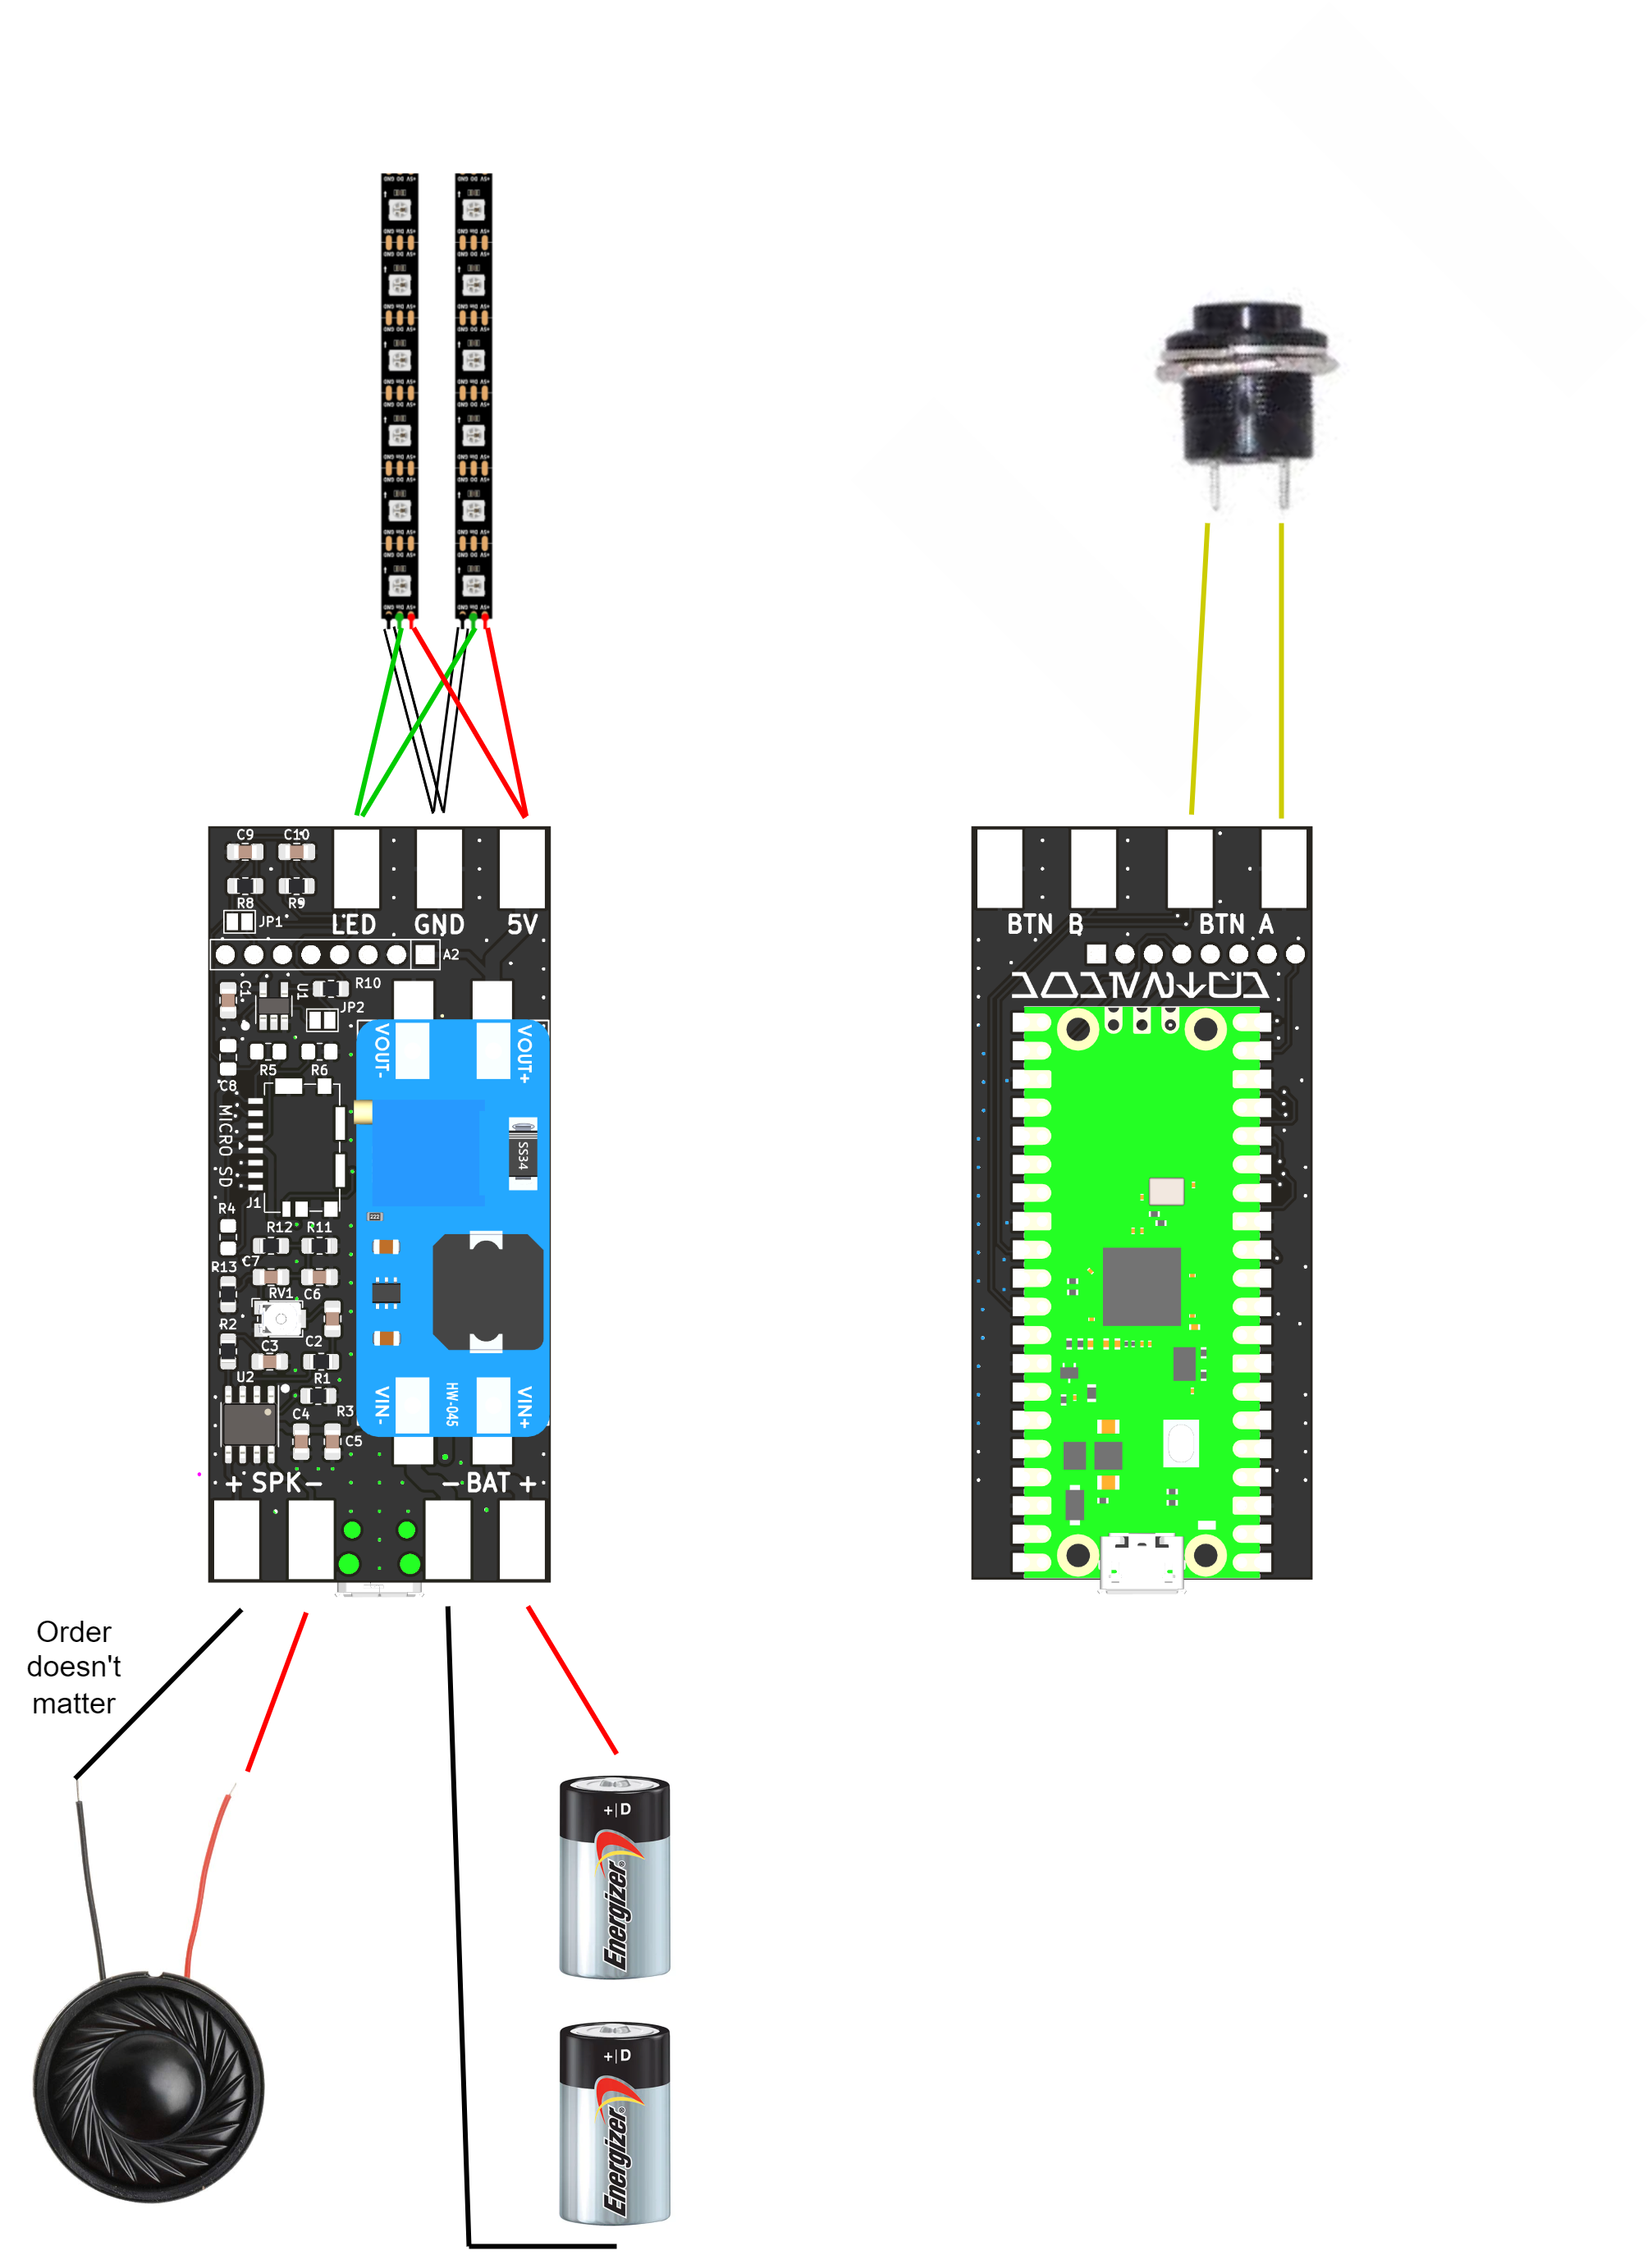 C9 C10
R8 R9
JP1
LED GND 5V
A2
BTN B BTN A
C1 U1 R10
JP2
VOUT- VOUT+
R5 R6
C8
MICRO SD
SS34
J1
R4
222
R12 R11
C7
R13
RV1 C6
R2
C3 C2
U2 R1
VIN- HW-045 VIN+
C4 R3
C5
+ SPK - - BAT +
Order
doesn't
matter
+|D
Energizer
+|D
Energizer